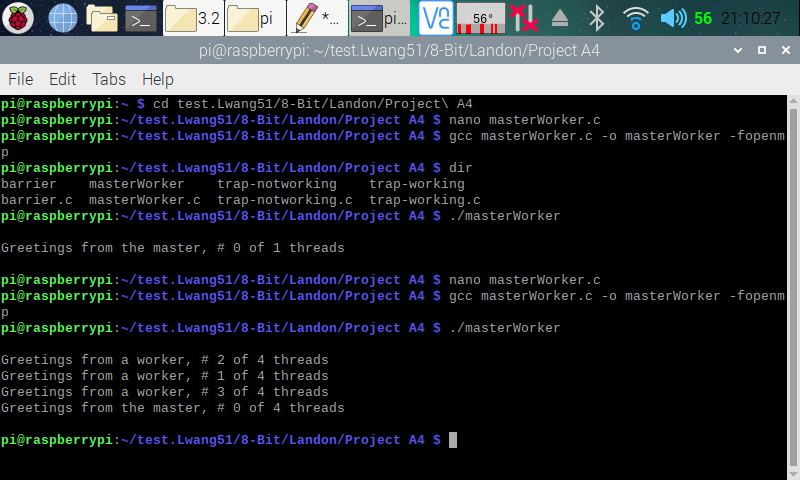 3.2
pi
*...
pi...
56°
56
21:10:27
pi@raspberrypi: ~/test.Lwang51/8-Bit/Landon/Project A4
File Edit Tabs Help
pi@raspberrypi:~ $ cd test.Lwang51/8-Bit/Landon/Project\ A4
pi@raspberrypi:~/test.Lwang51/8-Bit/Landon/Project A4 $ nano masterWorker.c
pi@raspberrypi:~/test.Lwang51/8-Bit/Landon/Project A4 $ gcc masterWorker.c -o masterWorker -fopenm
p
pi@raspberrypi:~/test.Lwang51/8-Bit/Landon/Project A4 $ dir
barrier masterWorker trap-notworking trap-working
barrier.c masterWorker.c trap-notworking.c trap-working.c
pi@raspberrypi:~/test.Lwang51/8-Bit/Landon/Project A4 $ ./masterWorker
Greetings from the master, # 0 of 1 threads
pi@raspberrypi:~/test.Lwang51/8-Bit/Landon/Project A4 $ nano masterWorker.c
pi@raspberrypi:~/test.Lwang51/8-Bit/Landon/Project A4 $ gcc masterWorker.c -o masterWorker -fopenm
p
pi@raspberrypi:~/test.Lwang51/8-Bit/Landon/Project A4 $ ./masterWorker
Greetings from a worker, # 2 of 4 threads
Greetings from a worker, # 1 of 4 threads
Greetings from a worker, # 3 of 4 threads
Greetings from the master, # 0 of 4 threads
pi@raspberrypi:~/test.Lwang51/8-Bit/Landon/Project A4 $